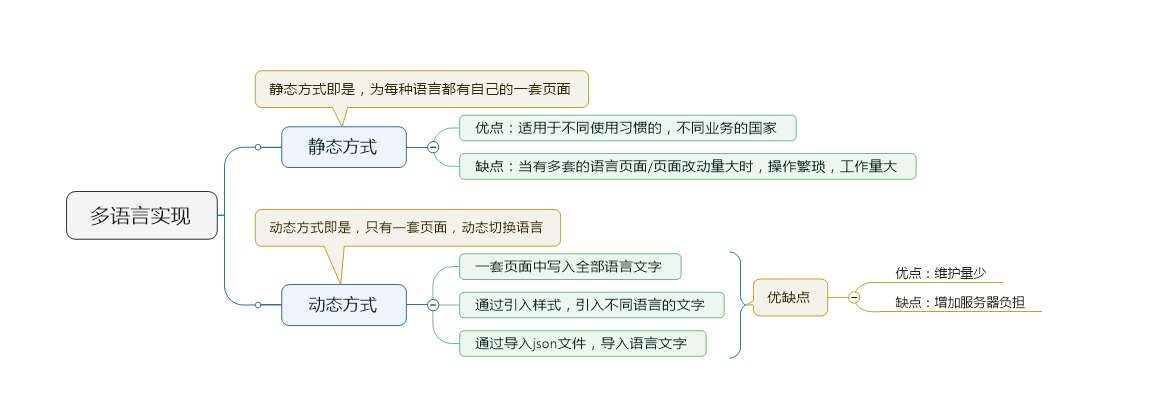 多语言实现
静态方式即是，为每种语言都有自己的一套页面
静态方式
优点：适用于不同使用习惯的，不同业务的国家
缺点：当有多套的语言页面/页面改动量大时，操作繁琐，工作量大
动态方式即是，只有一套页面，动态切换语言
动态方式
一套页面中写入全部语言文字
通过引入样式，引入不同语言的文字
通过导入json文件，导入语言文字
优缺点
优点：维护量少
缺点：增加服务器负担